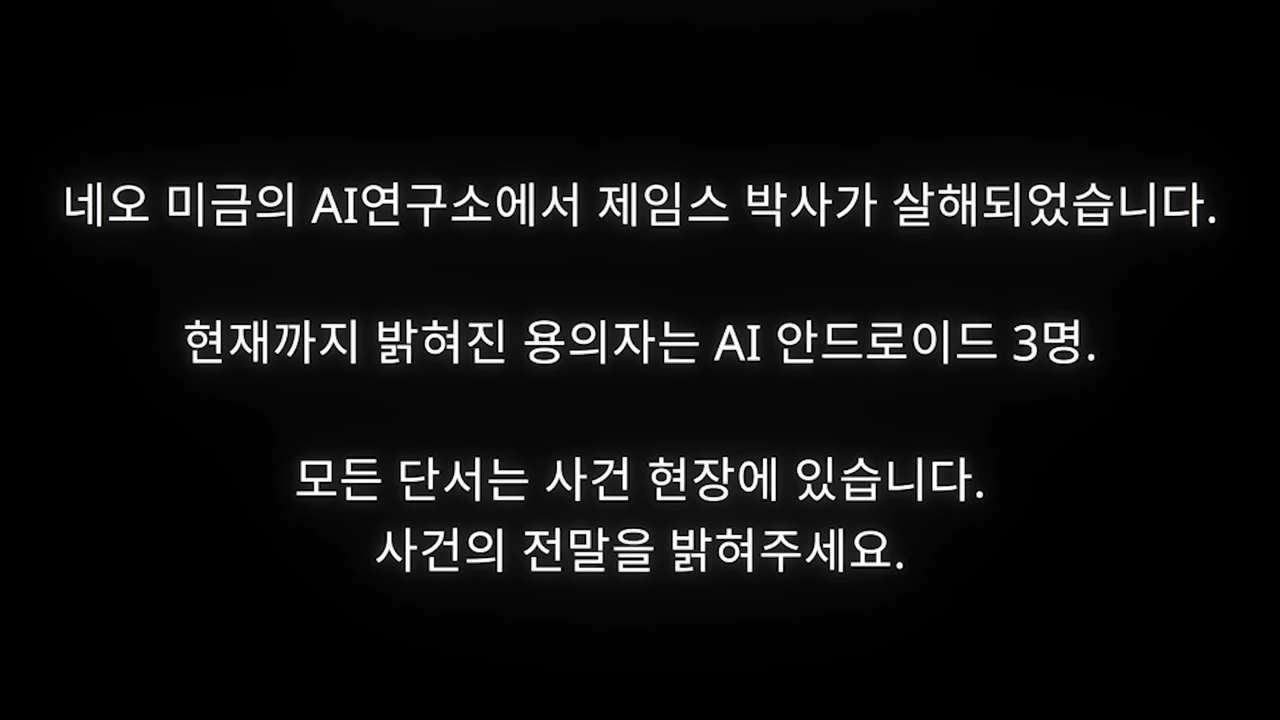 네오 미금의 AI연구소에서 제임스 박사가 살해되었습니다.
현재까지 밝혀진 용의자는 AI 안드로이드 3명.
모든 단서는 사건 현장에 있습니다.
사건의 전말을 밝혀주세요.